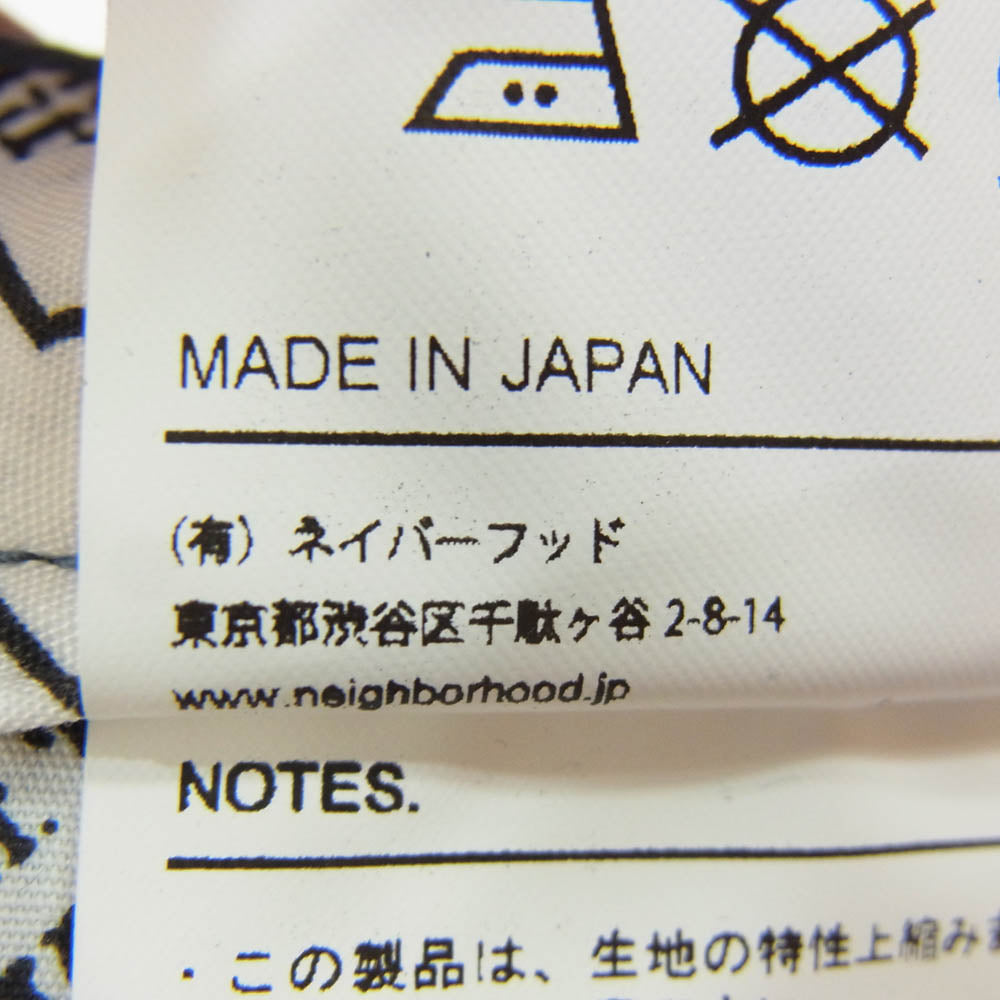 MADE IN JAPAN
(有) ネイバーフッド
東京都渋谷区千駄ヶ谷 2-8-14
www.neighborhood.jp
NOTES.
・この製品は、生地の特性上縮み